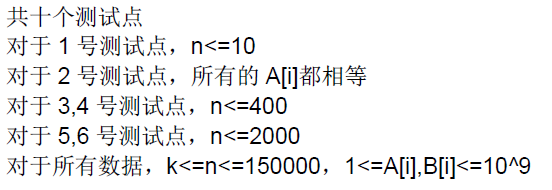 共十个测试点
对于 1 号测试点，n<=10
对于 2 号测试点，所有的 A[i]都相等
对于 3,4 号测试点，n<=400
对于 5,6 号测试点，n<=2000
对于所有数据，k<=n<=150000，1<=A[i],B[i]<=10^9